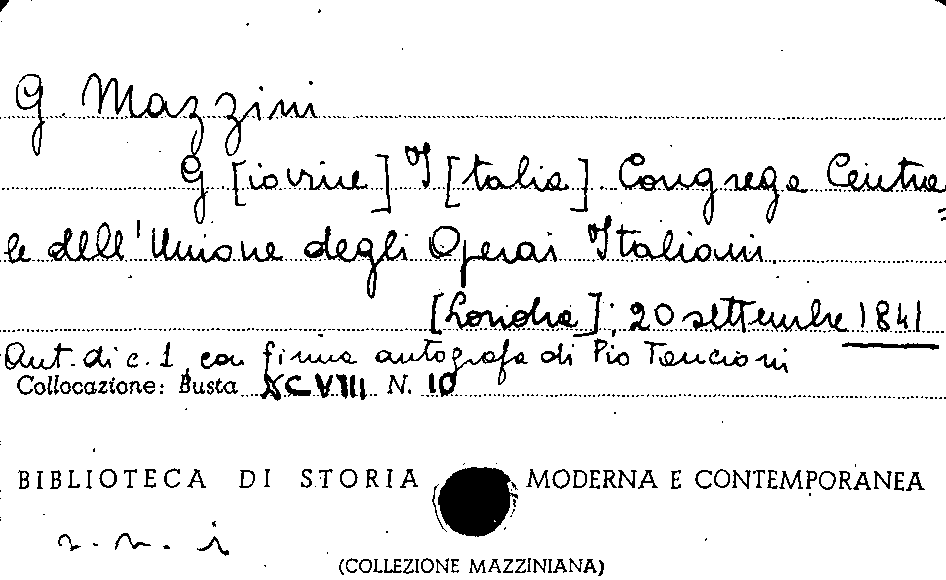 G. Mazzini
G [iovine] I [talia]. Congrega Centra=
le dell'Unione degli Operai Italiani.
[Londra], 20 settembre 1841
Aut. di c. 1, con firma autografa di Pio Tancioni
Collocazione: Busta XCVIII N. 10
BIBLIOTECA DI STORIA MODERNA E CONTEMPORANEA
r. n. i
(COLLEZIONE MAZZINIANA)